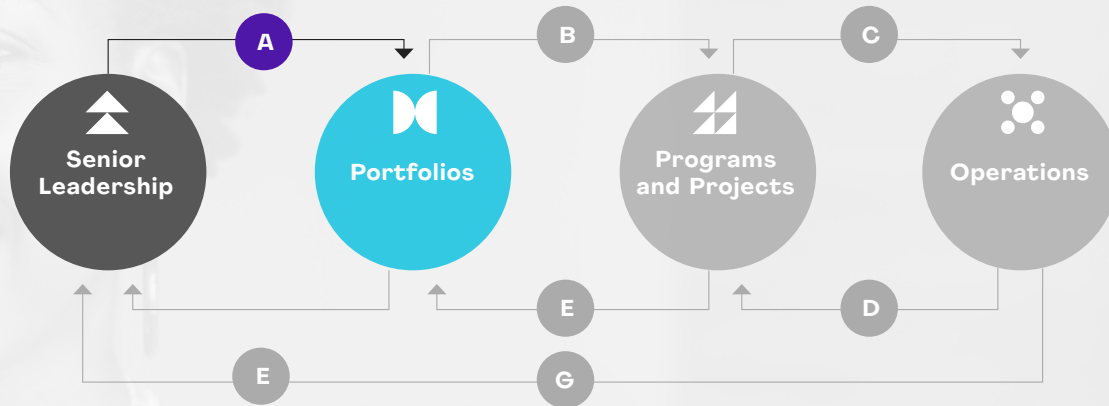 A
B
C
Senior
Leadership
Portfolios
Programs
and Projects
Operations
E
D
E
G